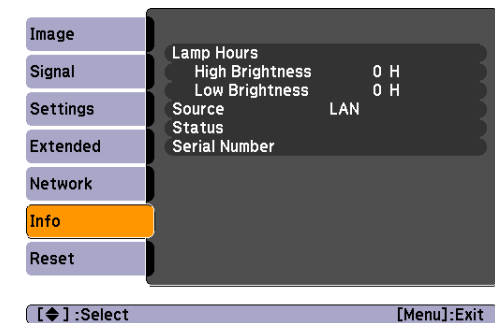 Image
Signal
Settings
Extended
Network
Info
Reset
Lamp Hours
High Brightness 0 H
Low Brightness 0 H
Source LAN
Status
Serial Number
[◆] :Select [Menu]:Exit